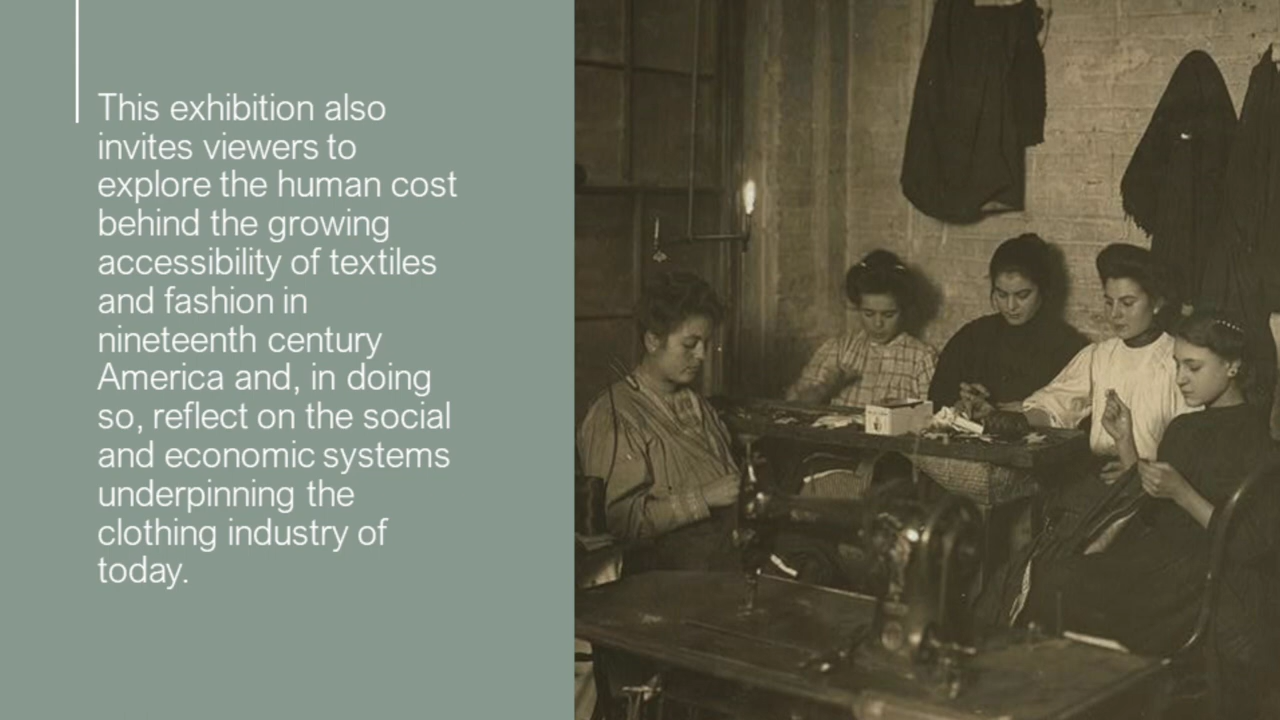 This exhibition also
invites viewers to
explore the human cost
behind the growing
accessibility of textiles
and fashion in
nineteenth century
America and, in doing
so, reflect on the social
and economic systems
underpinning the
clothing industry of
today.